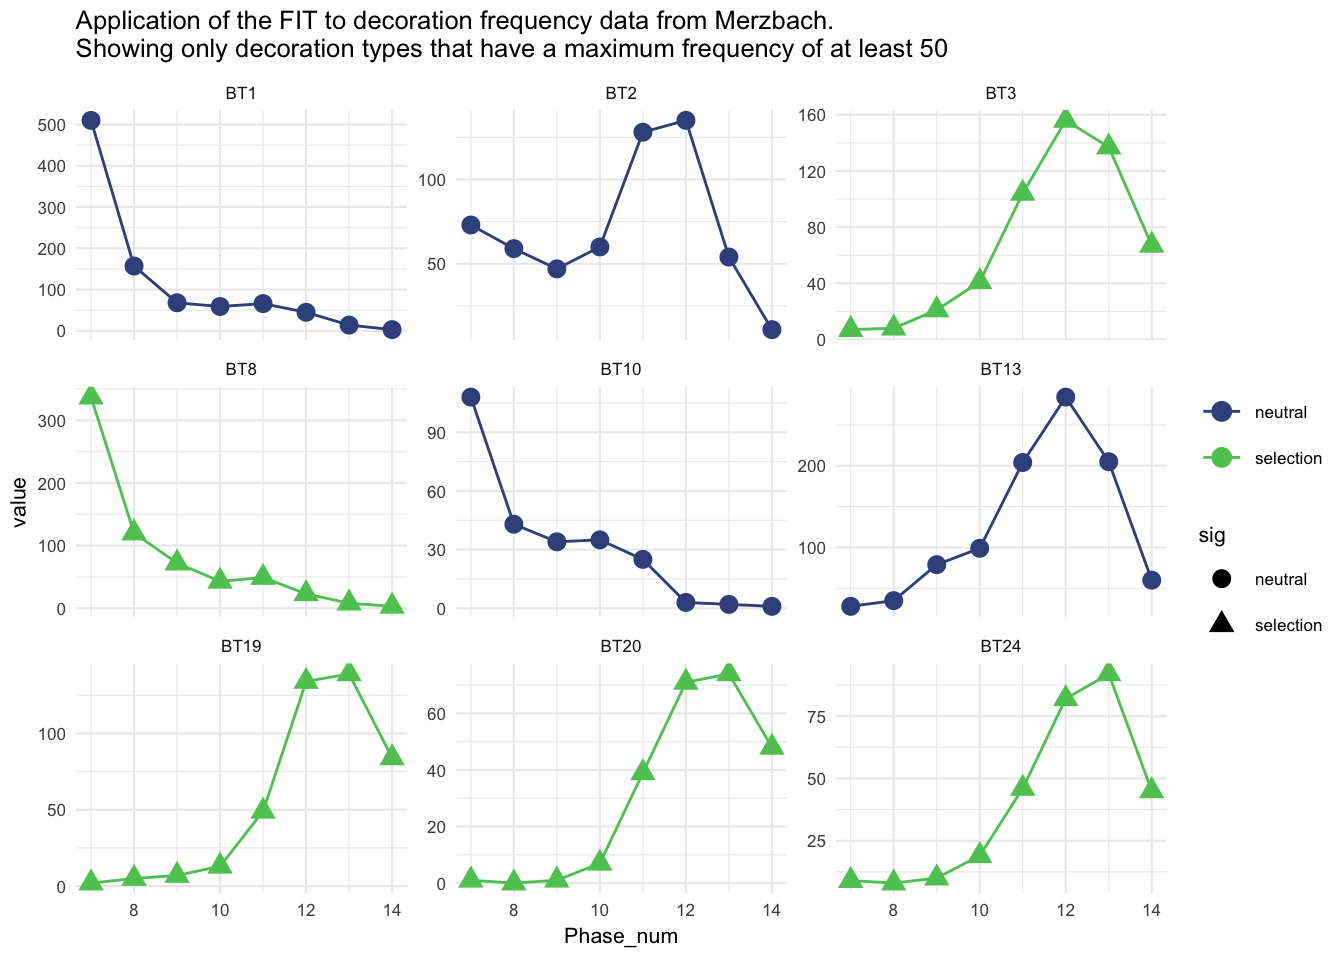 Application of the FIT to decoration frequency data from Merzbach.
Showing only decoration types that have a maximum frequency of at least 50
BT1
BT2
BT3
500
400
300
200
100
0
100
50
160
120
80
40
0
BT8
BT10
BT13
300
200
100
0
90
60
30
0
200
100
BT19
BT20
BT24
100
50
0
60
40
20
0
75
50
25
8
10
12
14
8
10
12
14
8
10
12
14
value
Phase_num
neutral
selection
sig
neutral
selection